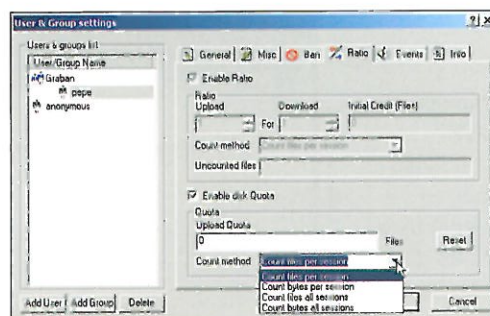 User & Group settings
Users & groups list
User/Group Name
Graban
pepe
anonymous
Add User
Add Group
Delete
General
Misc
Ban
Ratio
Events
Info
Enable Ratio
Ratio
Upload
Download
Initial Credit (Files)
For
Count method
Count files per session
Uncounted files
Enable disk Quota
Quota
Upload Quota
0
Files
Reset
Count method
Count files per session
Count files per session
Count bytes per session
Count files all sessions
Count bytes all sessions
Cancel